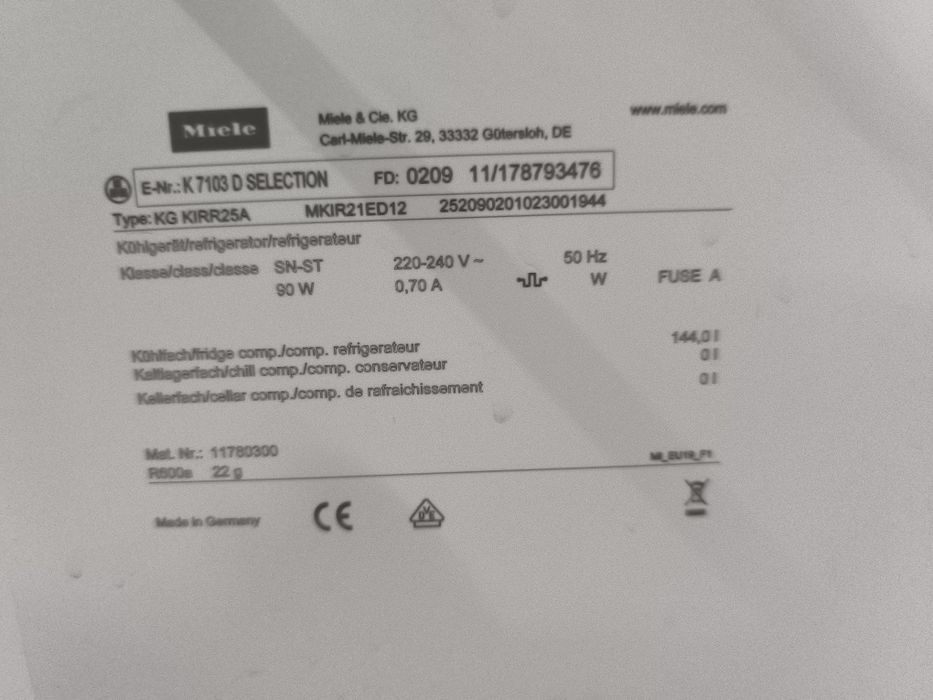 Miele
Miele & Cie. KG
Carl-Miele-Str. 29, 33332 Gütersloh, DE
www.miele.com
E-Nr.: K 7103 D SELECTION FD: 0209 11/178793476
Type: KG KIRR25A MKIR21ED12 252090201023001944
Kühlgerät/refrigerator/refrigerateur
Klasse/class/classe SN-ST 220-240 V ~ 50 Hz
90 W 0,70 A W FUSE A
Kühlfach/fridge comp./comp. refrigerateur 144,0 l
Kaltlagerfach/chill comp./comp. conservateur 0 l
Kellerfach/cellar comp./comp. de rafraichissement 0 l
Mat. Nr.: 11780300
R600a 22 g MI_EU19_F1
Made in Germany CE DVE